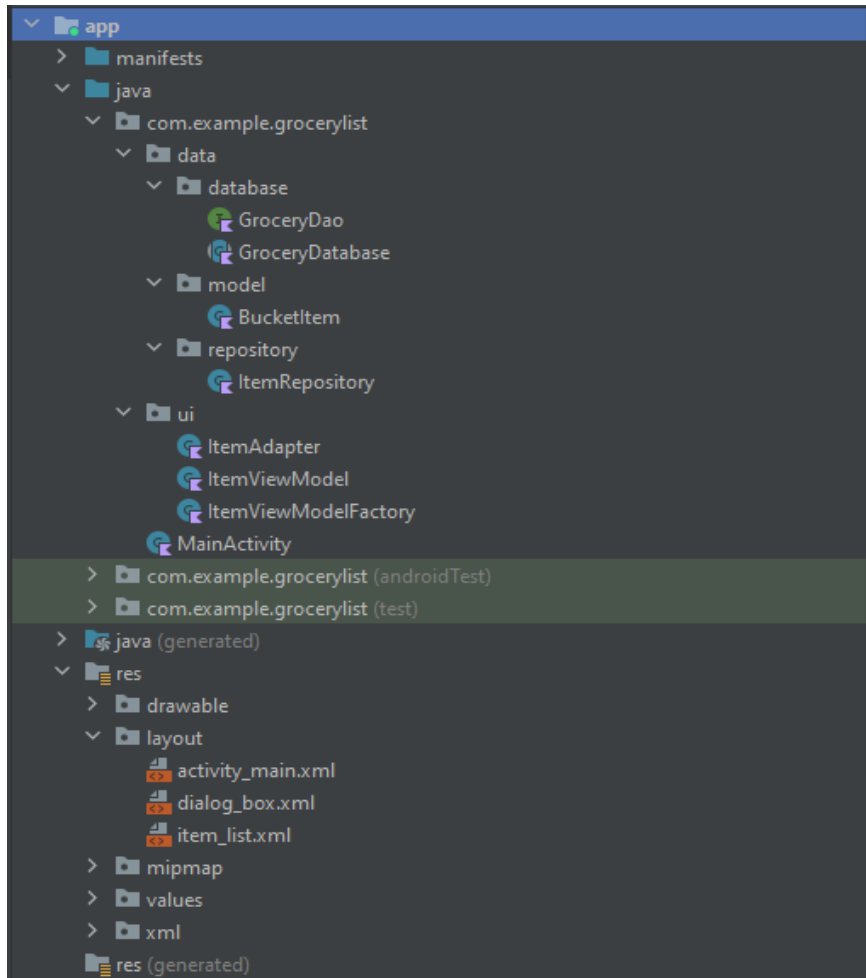 app
manifests
java
com.example.grocerylist
data
database
GroceryDao
GroceryDatabase
model
BucketItem
repository
ItemRepository
ui
ItemAdapter
ItemViewModel
ItemViewModelFactory
MainActivity
com.example.grocerylist (androidTest)
com.example.grocerylist (test)
java (generated)
res
drawable
layout
activity_main.xml
dialog_box.xml
item_list.xml
mipmap
values
xml
res (generated)